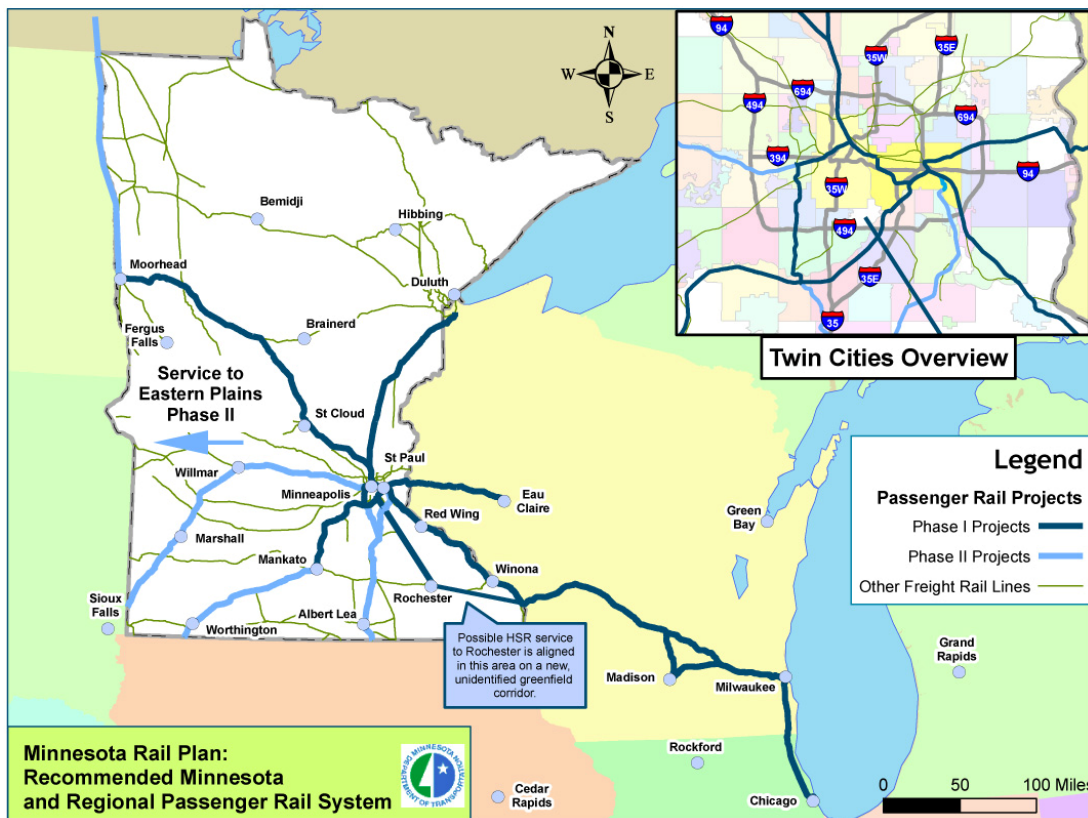 N
W
E
S
94
35W
35E
694
494
694
394
94
35W
494
35E
35
Twin Cities Overview
Bemidji
Hibbing
Moorhead
Duluth
Fergus
Falls
Brainerd
Service to
Eastern Plains
Phase II
St Cloud
St Paul
Willmar
Minneapolis
Eau
Claire
Red Wing
Green
Bay
Marshall
Mankato
Winona
Sioux
Falls
Rochester
Worthington
Albert Lea
Possible HSR service
to Rochester is aligned
in this area on a new,
unidentified greenfield
corridor.
Madison
Milwaukee
Grand
Rapids
Rockford
Cedar
Rapids
Chicago
Legend
Passenger Rail Projects
Phase I Projects
Phase II Projects
Other Freight Rail Lines
Minnesota Rail Plan:
Recommended Minnesota
and Regional Passenger Rail System
MINNESOTA
DEPARTMENT OF TRANSPORTATION
0 50 100 Miles